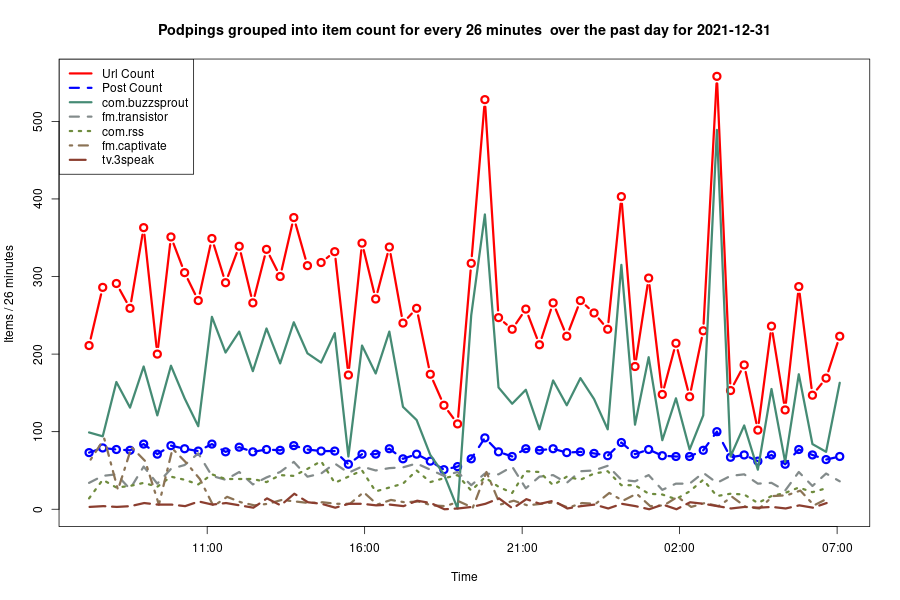 Podpings grouped into item count for every 26 minutes  over the past day for 2021-12-31
Url Count
Post Count
com.buzzsprout
fm.transistor
com.rss
fm.captivate
tv.3speak
500
400
300
200
100
0
Items / 26 minutes
11:00 16:00 21:00 02:00 07:00
Time